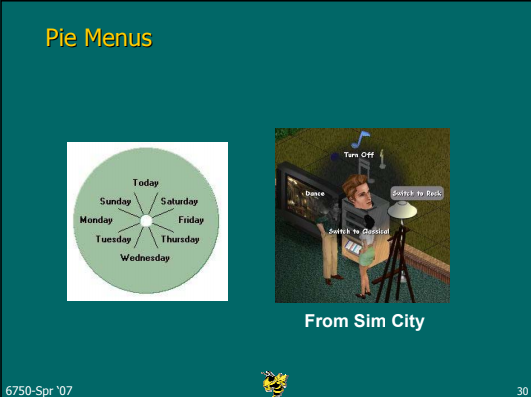 Pie Menus
Today
Sunday Saturday
Monday Friday
Tuesday Thursday
Wednesday
Turn Off
Dance
Switch to Rock
Switch to Classical
From Sim City
6750-Spr ‘07
30